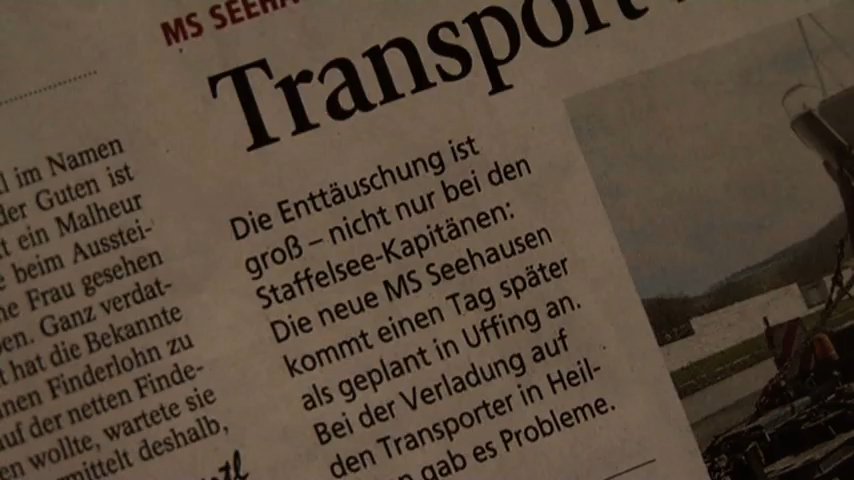 MS SEEHA
Transport
l im Namen
der Guten ist
t ein Malheur
e beim Ausstei-
ne Frau gesehen
en. Ganz verdat-
t hat die Bekannte
nen Finderlohn zu
uf der netten Finde-
en wollte, wartete sie
rmittelt deshalb,
Die Enttäuschung ist
groß – nicht nur bei den
Staffelsee-Kapitänen:
Die neue MS Seehausen
kommt einen Tag später
als geplant in Uffing an.
Bei der Verladung auf
den Transporter in Heil-
n gab es Probleme.